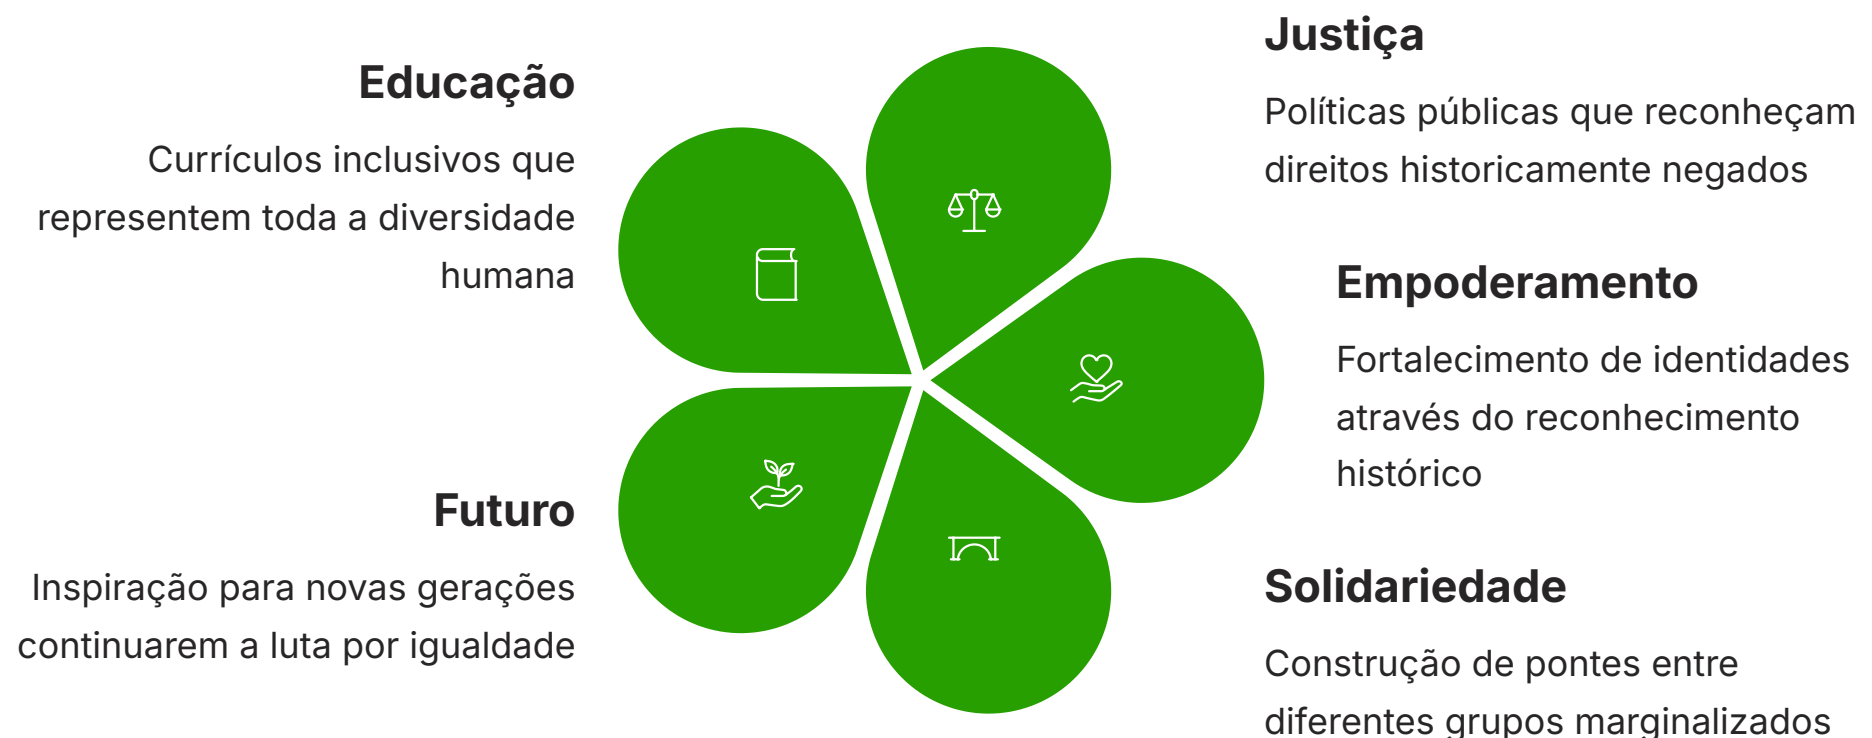 Educação
Currículos inclusivos que
representem toda a diversidade
humana
Justiça
Políticas públicas que reconheçam
direitos historicamente negados
Empoderamento
Fortalecimento de identidades
através do reconhecimento
histórico
Futuro
Inspiração para novas gerações
continuarem a luta por igualdade
Solidariedade
Construção de pontes entre
diferentes grupos marginalizados